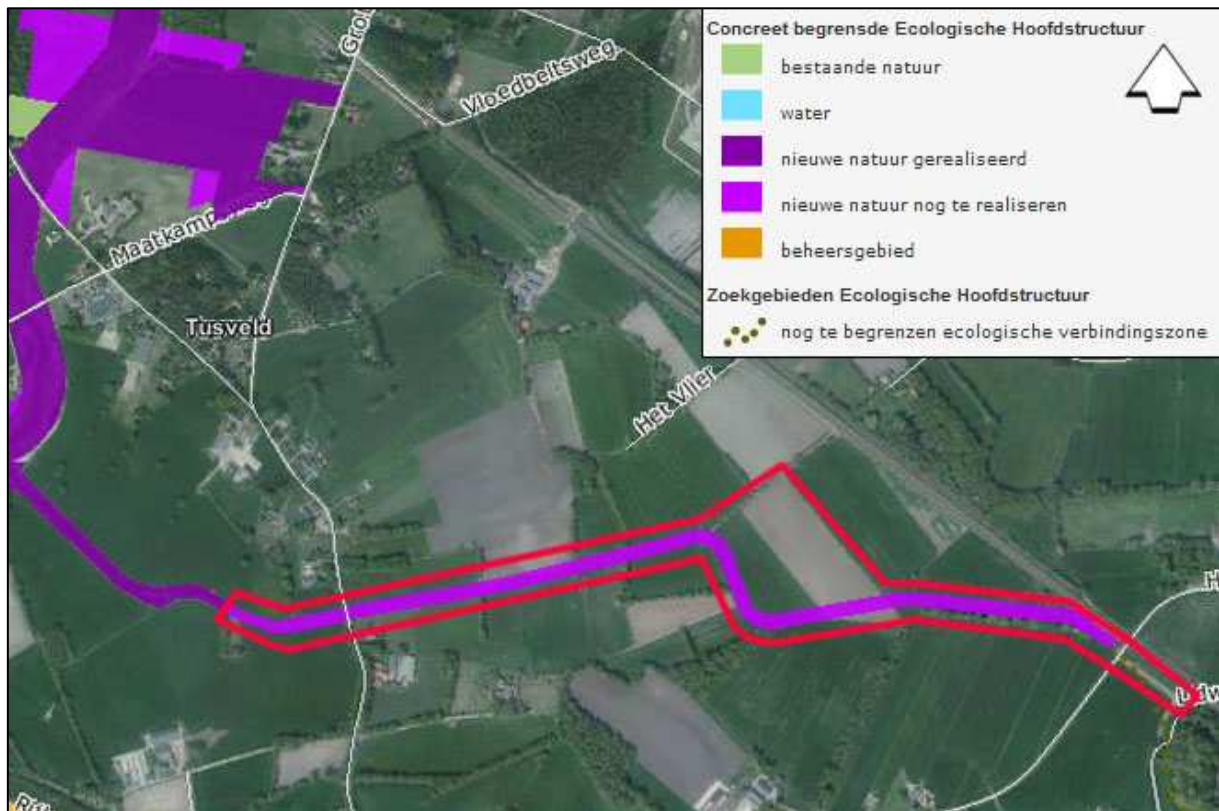 Concreet begrensde Ecologische Hoofdstructuur
bestaande natuur
water
nieuwe natuur gerealiseerd
nieuwe natuur nog te realiseren
beheersgebied
Zoekgebieden Ecologische Hoofdstructuur
nog te begrenzen ecologische verbindingszone
Vloedbeltsweg
Tusveld
Het Vlier